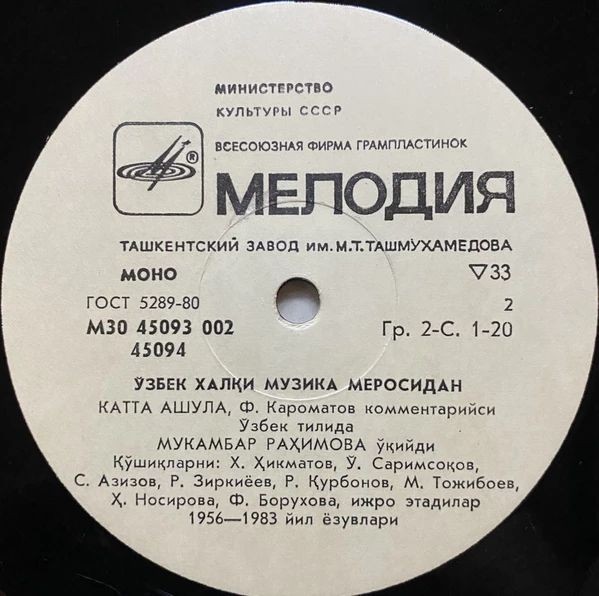 МИНИСТЕРСТВО
КУЛЬТУРЫ СССР
ВСЕСОЮЗНАЯ ФИРМА ГРАМПЛАСТИНОК
®
МЕЛОДИЯ
ТАШКЕНТСКИЙ ЗАВОД ИМ. М.Т. ТАШМУХАМЕДОВА
МОНО ▽33
ГОСТ 5289-80 2
М30 45093 002 Гр. 2-С. 1-20
45094
ЎЗБЕК ХАЛҚИ МУЗИКА МЕРОСИДАН
КАТТА АШУЛА, Ф. Кароматов комментарийси
Ўзбек тилида
МУКАМБАР РАҲИМОВА ўқийди
Қўшиқларни: Х. Ҳикматов, Ў. Саримсоқов,
С. Азизов, Р. Зиркиёев, Р. Қурбонов, М. Тожибоев,
Ҳ. Носирова, Ф. Борухова, ижро этадилар
1956—1983 йил ёзувлари